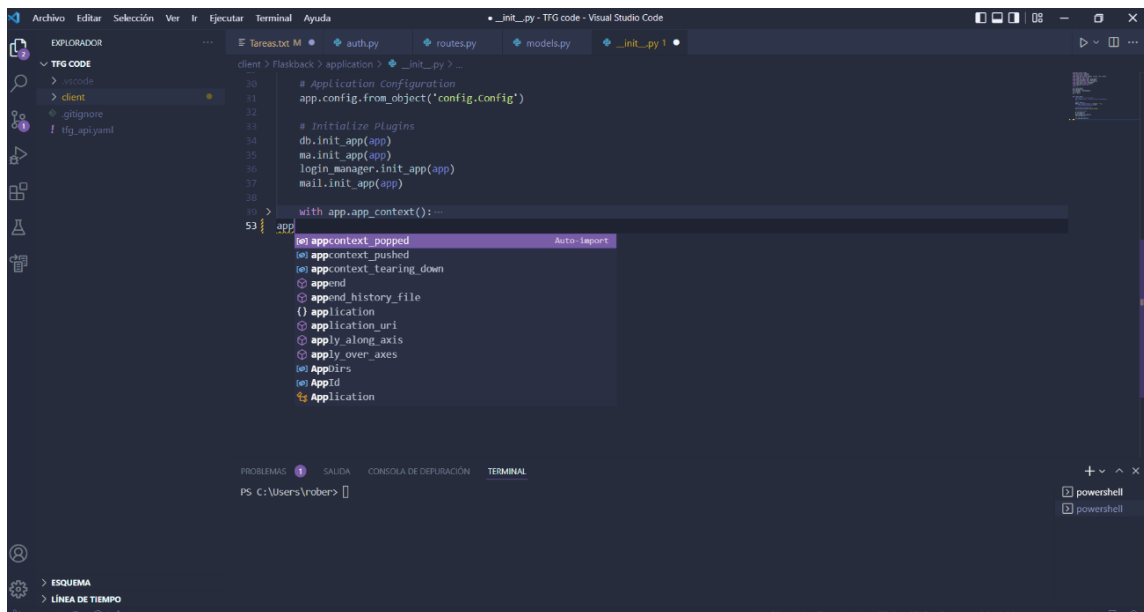 Archivo Editar Selección Ver Ir Ejecutar Terminal Ayuda
● __init__.py - TFG code - Visual Studio Code
EXPLORADOR ···
Tareas.txt M ● auth.py routes.py models.py __init__.py 1 ●
TFG CODE
client > Flaskback > application > __init__.py > ...
> .vscode
> client
.gitignore
! tfg_api.yaml
30 # Application Configuration
31 app.config.from_object('config.Config')
32
33 # Initialize Plugins
34 db.init_app(app)
35 ma.init_app(app)
36 login_manager.init_app(app)
37 mail.init_app(app)
38
39 > with app.app_context():···
53 app
appcontext_popped Auto-import
appcontext_pushed
appcontext_tearing_down
append
append_history_file
{} application
application_uri
apply_along_axis
apply_over_axes
AppDirs
AppId
Application
PROBLEMAS 1 SALIDA CONSOLA DE DEPURACIÓN TERMINAL
PS C:\Users\rober>
powershell
powershell
2
1
> ESQUEMA
> LÍNEA DE TIEMPO